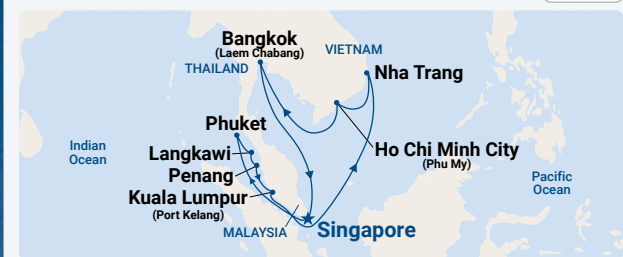 Bangkok
(Laem Chabang)
VIETNAM
THAILAND
Nha Trang
Phuket
Indian
Ocean
Langkawi
Ho Chi Minh City
(Phu My)
Penang
Pacific
Ocean
Kuala Lumpur
(Port Kelang)
MALAYSIA
Singapore